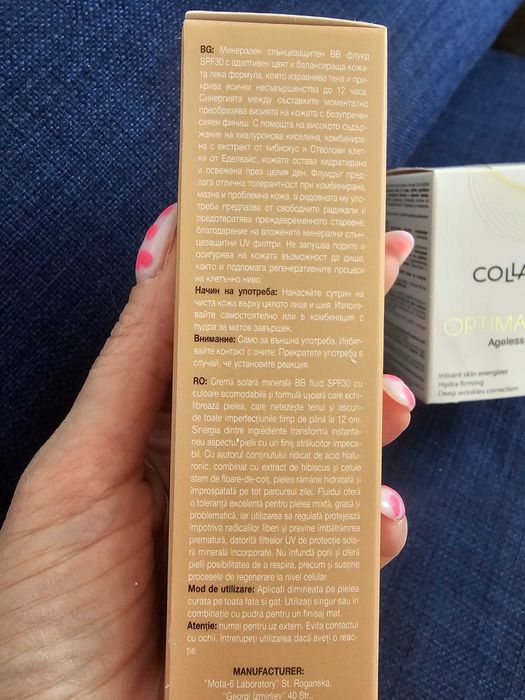 BG: Минерален слънцезащитен BB флуид
SPF30 с адаптивен цвят и балансираща кожа-
та лека формула, която изравнява тена и при-
крива всички несъвършенства до 12 часа.
Синергията между съставките моментално
преобразява визията на кожата с безупречен
сияен финиш. С помощта на високото съдър-
жание на хиалуронова киселина, комбинира-
на с екстракт от хибискус и Стволови клет-
ки от Еделвайс, кожата остава хидратирана
и освежена през целия ден. Флуидът пред-
лага отлична толерантност при комбинирана,
мазна и проблемна кожа, а редовната му упо-
треба предпазва от свободните радикали и
предотвратява преждевременното стареене,
благодарение на вложените минерални слън-
цезащитни UV филтри. Не запушва порите и
осигурява на кожата възможност да диша,
както и подпомага регенеративните процеси
на клетъчно ниво.
Начин на употреба: Нанасяйте сутрин на
чиста кожа върху цялото лице и шия. Използ-
вайте самостоятелно или в комбинация с
пудра за матов завършек.
Внимание: Само за външна употреба. Избяг-
вайте контакт с очите. Прекратете употреба в
случай, че установите реакция.
RO: Cremă solară minerală BB fluid SPF30 cu
culoare acomodabilă și formulă ușoară care echi-
librează pielea, care netezește tenul și ascun-
de toate imperfecțiunile timp de până la 12 ore.
Sinergia dintre ingrediente transformă instanta-
neu aspectul pielii cu un finiș strălucitor impeca-
bil. Cu ajutorul conținutului ridicat de acid hialu-
ronic, combinat cu extract de hibiscus și celule
stem de floare-de-colț, pielea rămâne hidratată și
împrospătată pe tot parcursul zilei. Fluidul oferă
o toleranță excelentă pentru pielea mixtă, grasă și
problematică, iar utilizarea sa regulată protejează
împotriva radicalilor liberi și previne îmbătrânirea
prematură, datorită filtrelor UV de protecție sola-
ră minerală incorporate. Nu înfundă porii și oferă
pielii posibilitatea de a respira, precum și susține
procesele de regenerare la nivel celular.
Mod de utilizare: Aplicati dimineata pe pielea
curata pe toata fata si gat. Utilizați singur sau in
combinație cu pudra pentru un finisaj mat.
Atenție: numai pentru uz extern. Evita contactul
cu ochii. Întrerupeți utilizarea dacă aveți o reac-
ție.
MANUFACTURER:
"Mota-6 Laboratory" St. Roganska,
"Georgi Izmirliev" 40 Str.,
COLLA
OPTIMA
Ageless
Intsant skin energizer
Hydra firming
Deep wrinkles correction